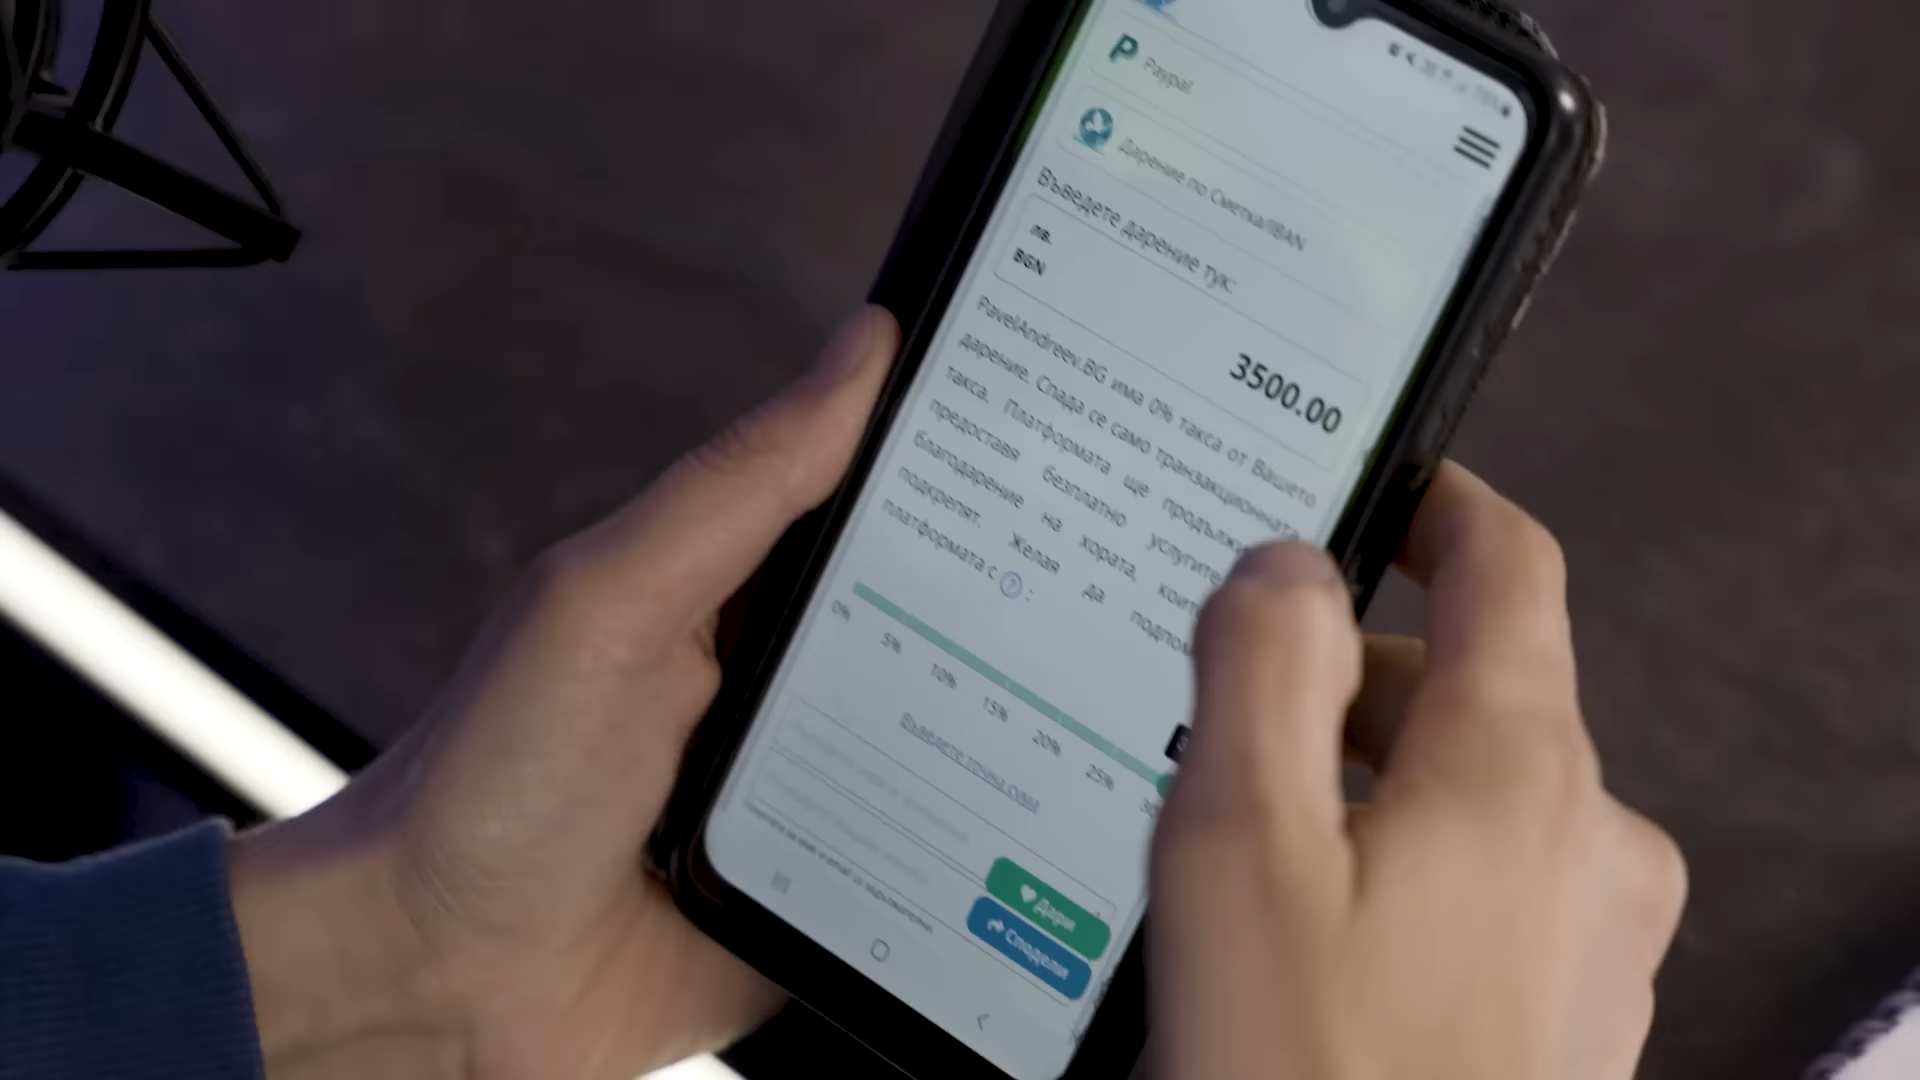 Paypal
Дарение по Сметка/IBAN
Въведете дарение тук:
лв.
BGN
3500.00
PavelAndreev.BG има 0% такса от Вашето
дарение. Спада се само транзакционната
такса. Платформата ще продължи
предоставя безплатно услугите
благодарение на хората, които
подкрепят. Желая да подпом
платформата с ? :
0%
5%
10%
15%
20%
25%
Въведете точна сума
Дари
Сподели